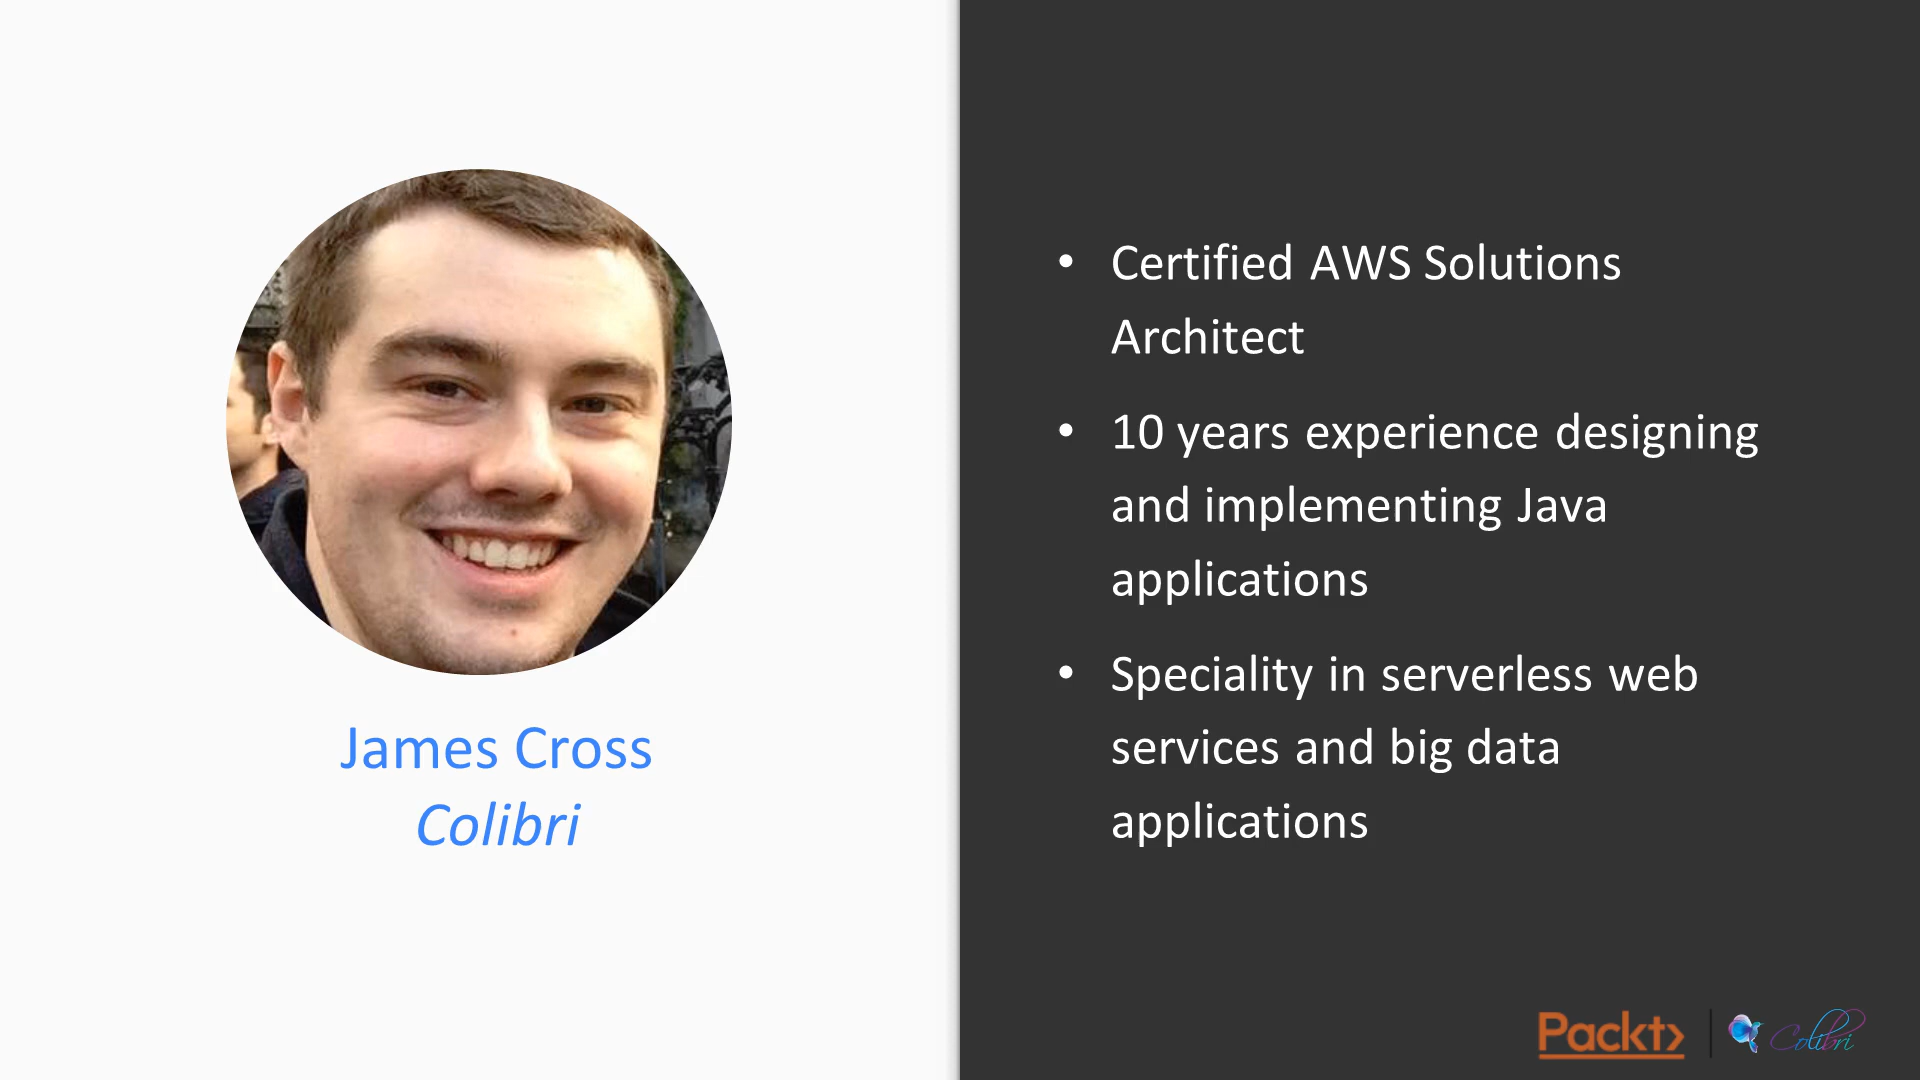 James Cross
Colibri
• Certified AWS Solutions
Architect
• 10 years experience designing
and implementing Java
applications
• Speciality in serverless web
services and big data
applications
Packt>
Colibri